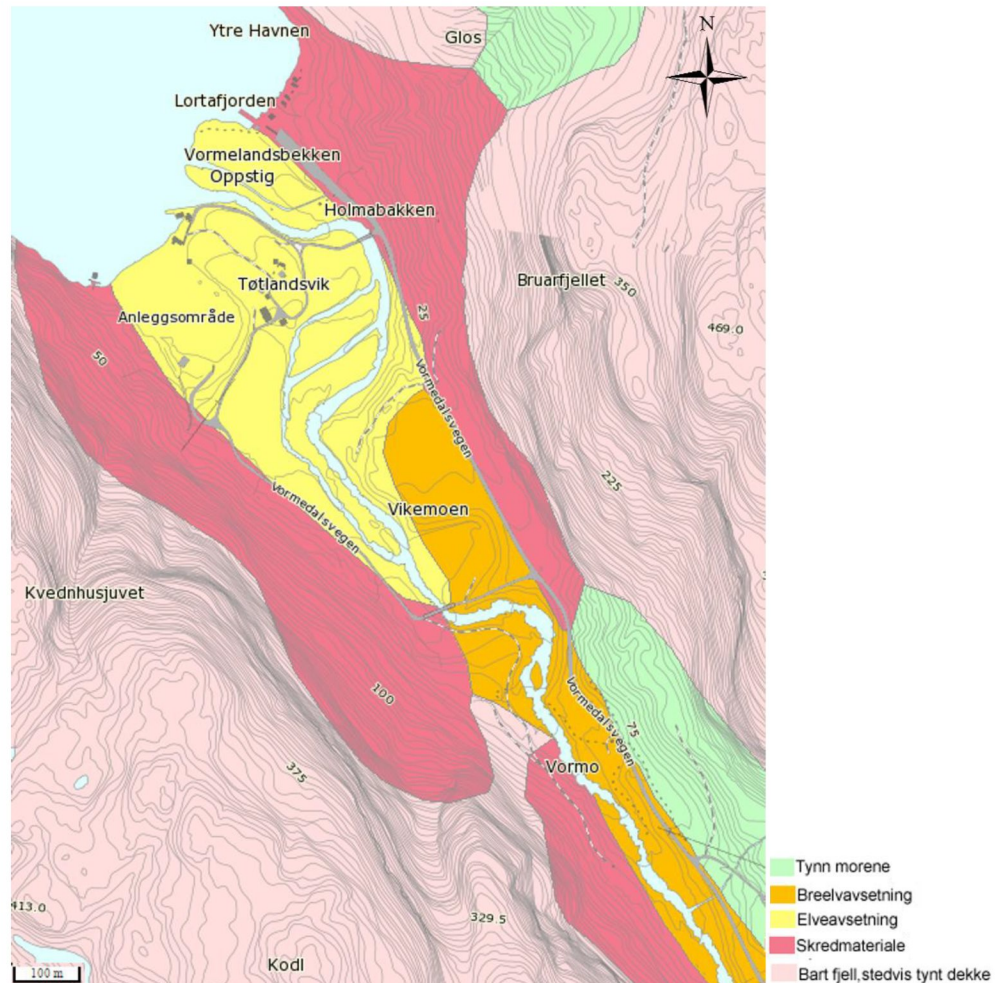 Ytre Havnen
Glos
N
Lortafjorden
Vormelandsbekken
Oppstig
Holmabakken
Bruarfjellet
350
Tøtlandsvik
Anleggsområde
25
469.0
50
Vormedalsvegen
225
Vikemoen
Vormedalsvegen
Kvednhusjuvet
100
Vormedalsvegen
75
375
Vormo
413.0
329.5
Kodl
100 m
Tynn morene
Breelvavsetning
Elveavsetning
Skredmateriale
Bart fjell,stedvis tynt dekke